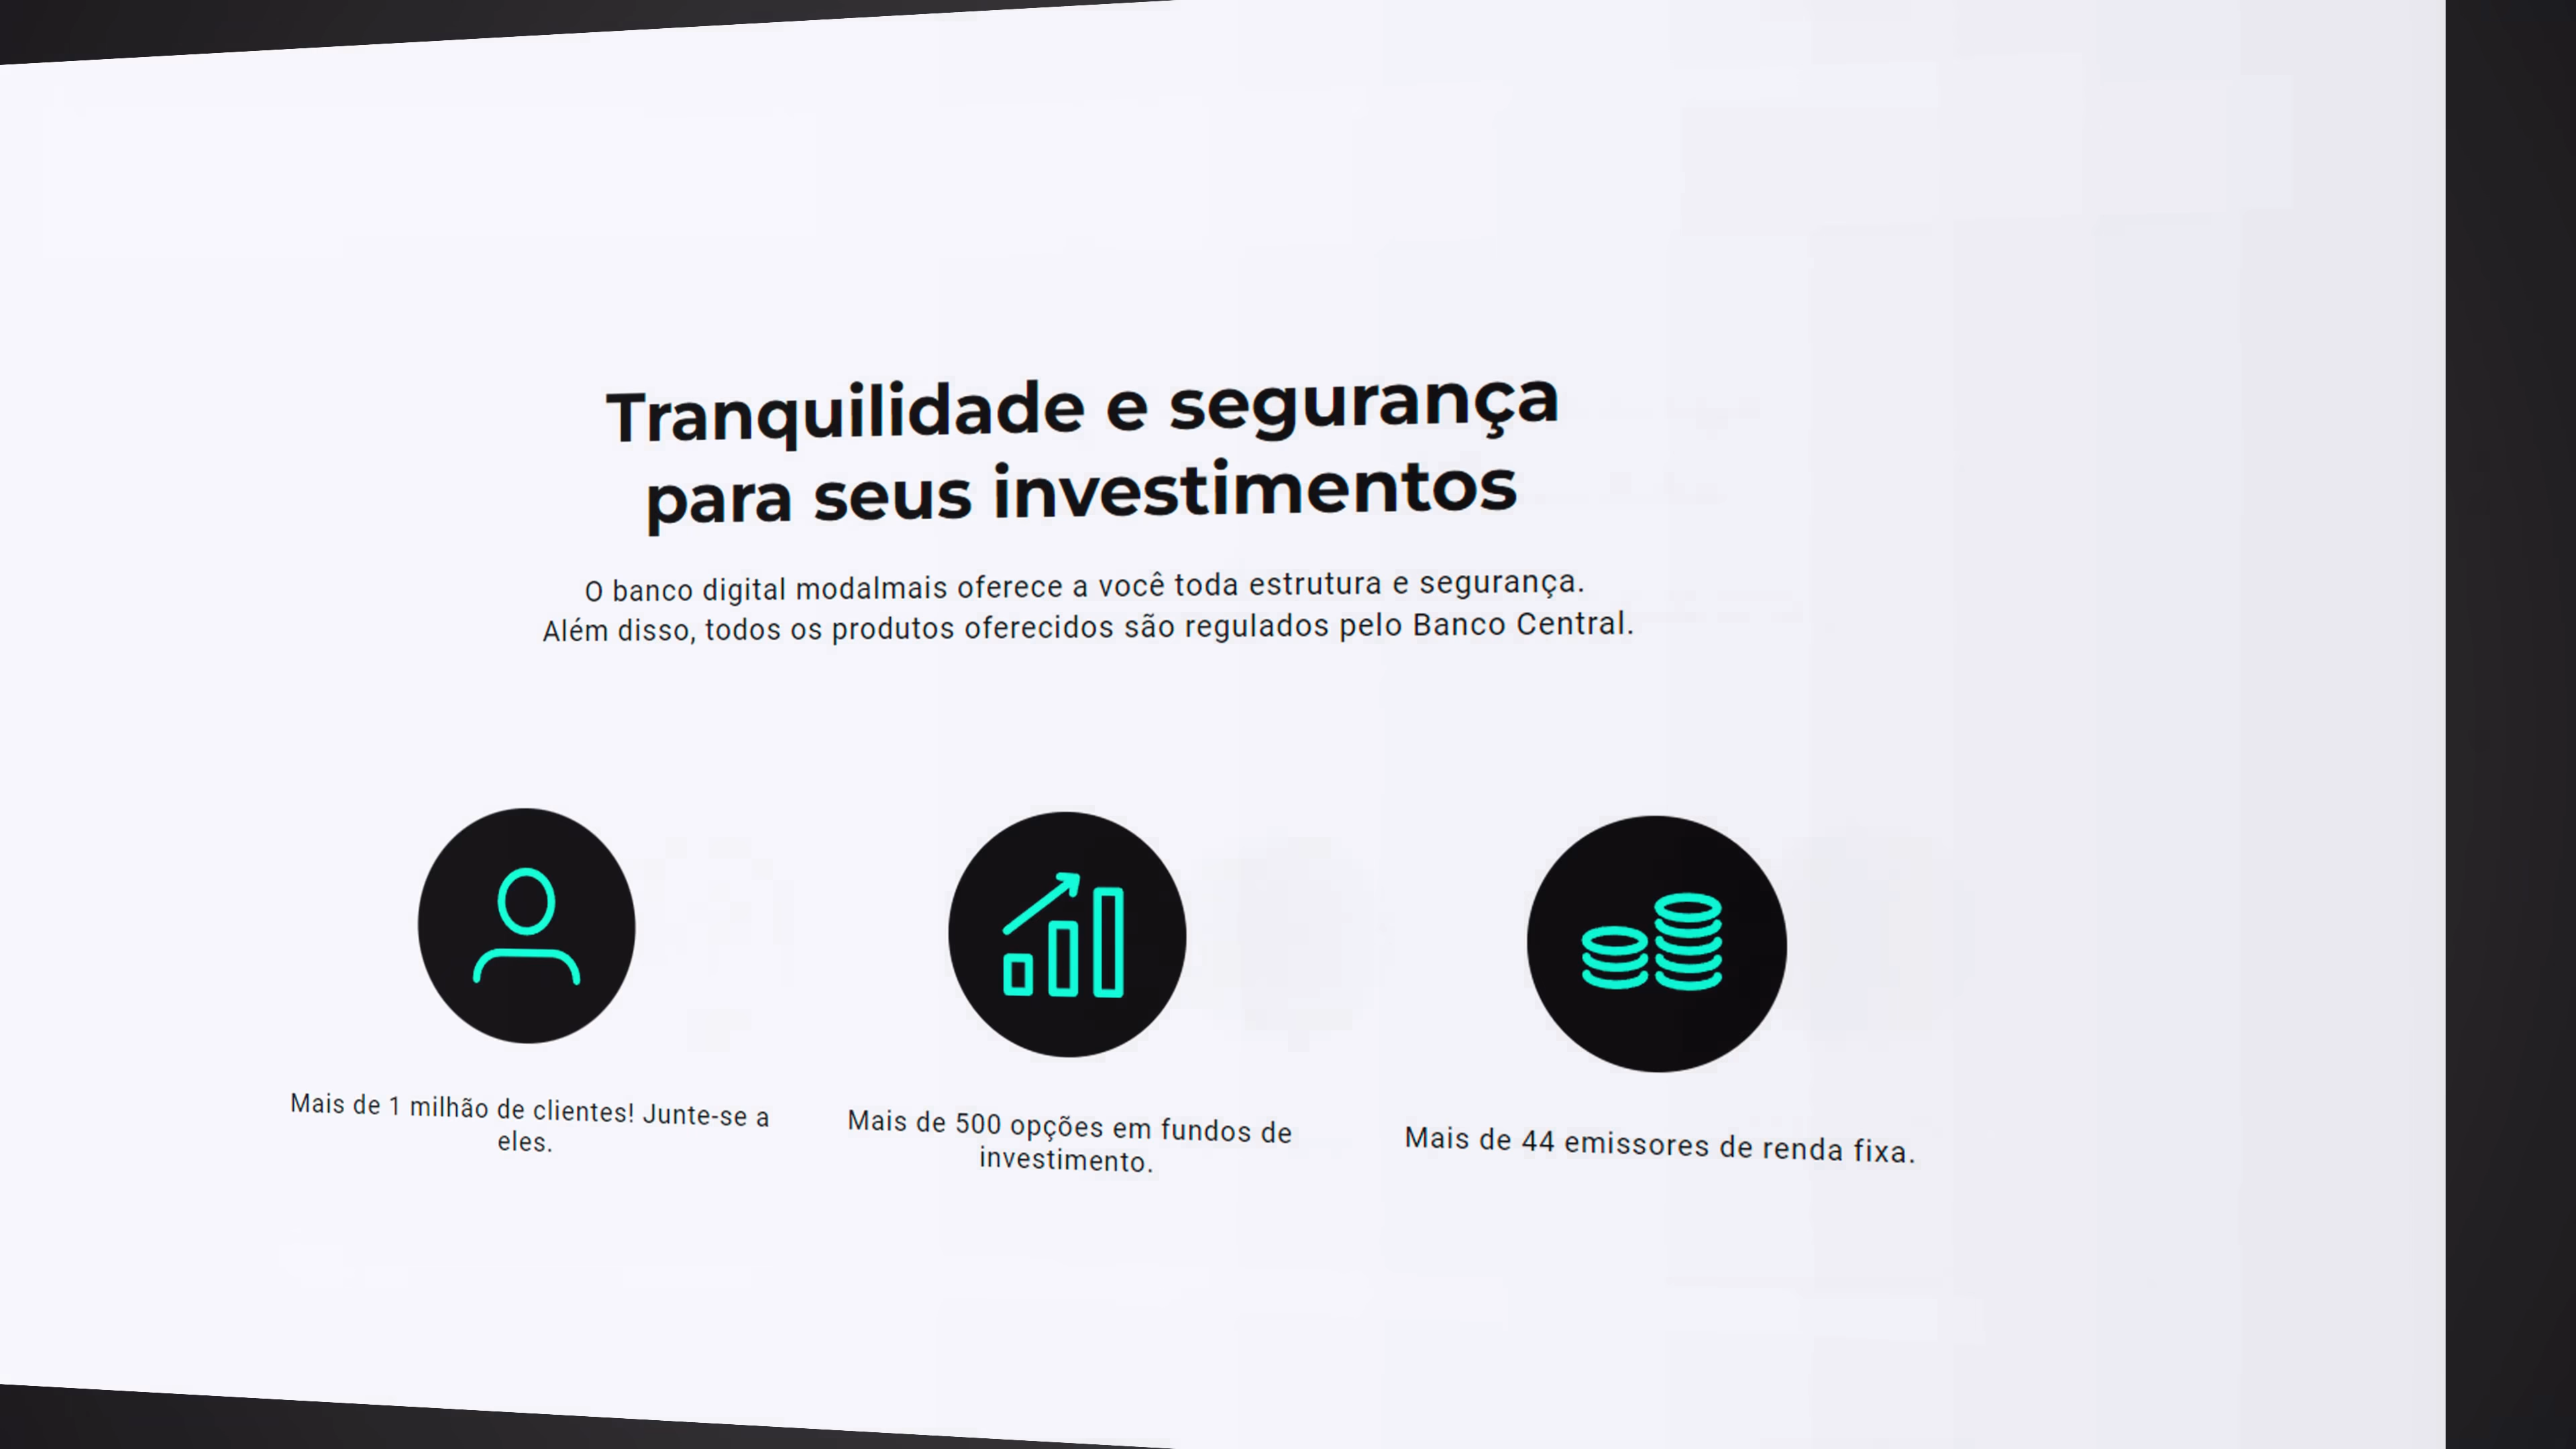 Tranquilidade e segurança
para seus investimentos
O banco digital modalmais oferece a você toda estrutura e segurança.
Além disso, todos os produtos oferecidos são regulados pelo Banco Central.
Mais de 1 milhão de clientes! Junte-se a
eles.
Mais de 500 opções em fundos de
investimento.
Mais de 44 emissores de renda fixa.